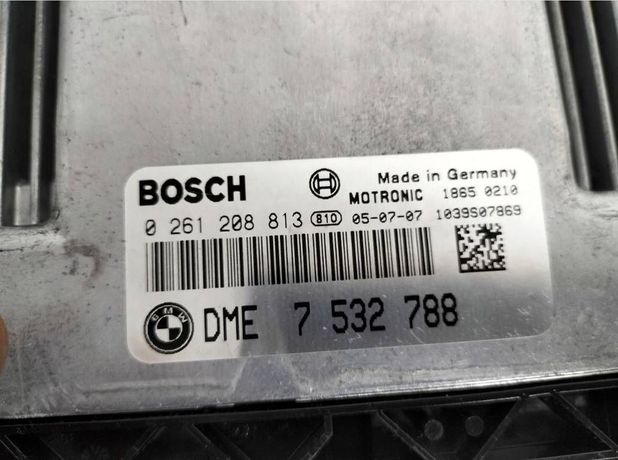 BOSCH
Made in Germany
MOTRONIC 1865 0210
0 261 208 813 810 05-07-07 1039S07869
BMW DME 7 532 788